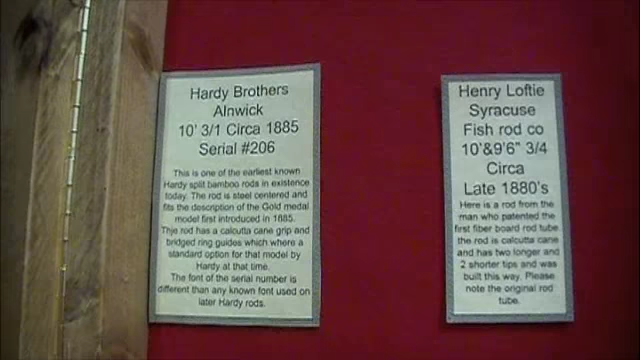 Hardy Brothers
Alnwick
10' 3/1 Circa 1885
Serial #206
This is one of the earliest known
Hardy split bamboo rods in existence
today. The rod is steel centered and
fits the description of the Gold medal
model first introduced in 1885.
Thje rod has a calcutta cane grip and
bridged ring guides which where a
standard option for that model by
Hardy at that time.
The font of the serial number is
different than any known font used on
later Hardy rods.
Henry Loftie
Syracuse
Fish rod co
10'&9'6" 3/4
Circa
Late 1880's
Here is a rod from the
man who patented the
first fiber board rod tube
the rod is calcutta cane
and has two longer and
2 shorter tips and was
built this way. Please
note the original rod
tube.